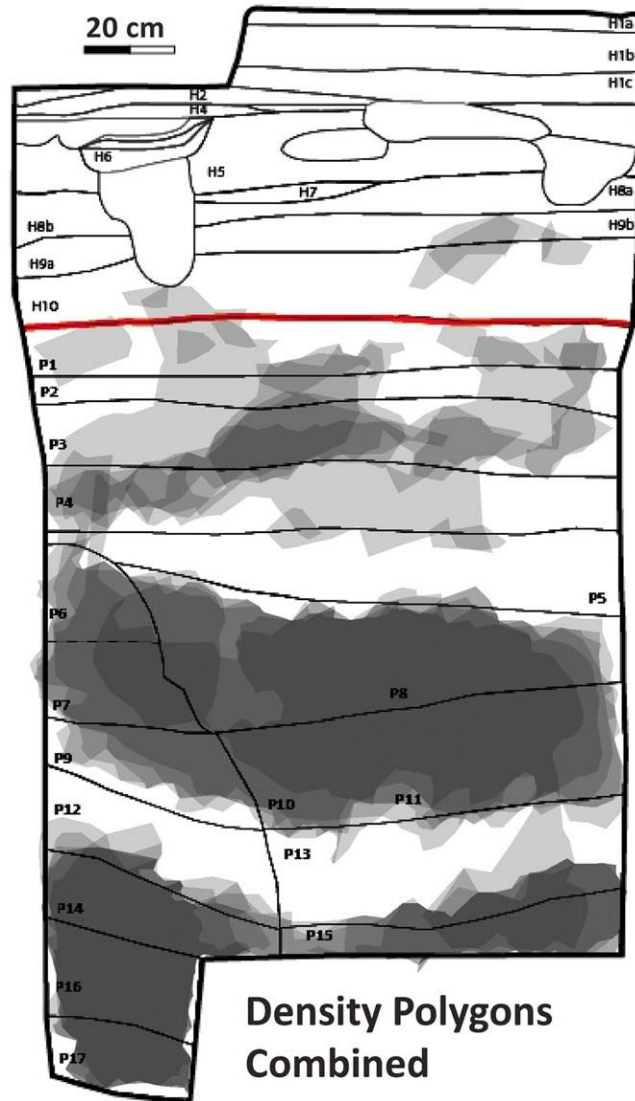 20 cm
H1a
H1b
H1c
H2
H4
H6
H5
H7
H8a
H8b
H9b
H9a
H10
P1
P2
P3
P4
P5
P6
P8
P7
P9
P10
P11
P12
P13
P14
P15
P16
P17
Density Polygons
Combined